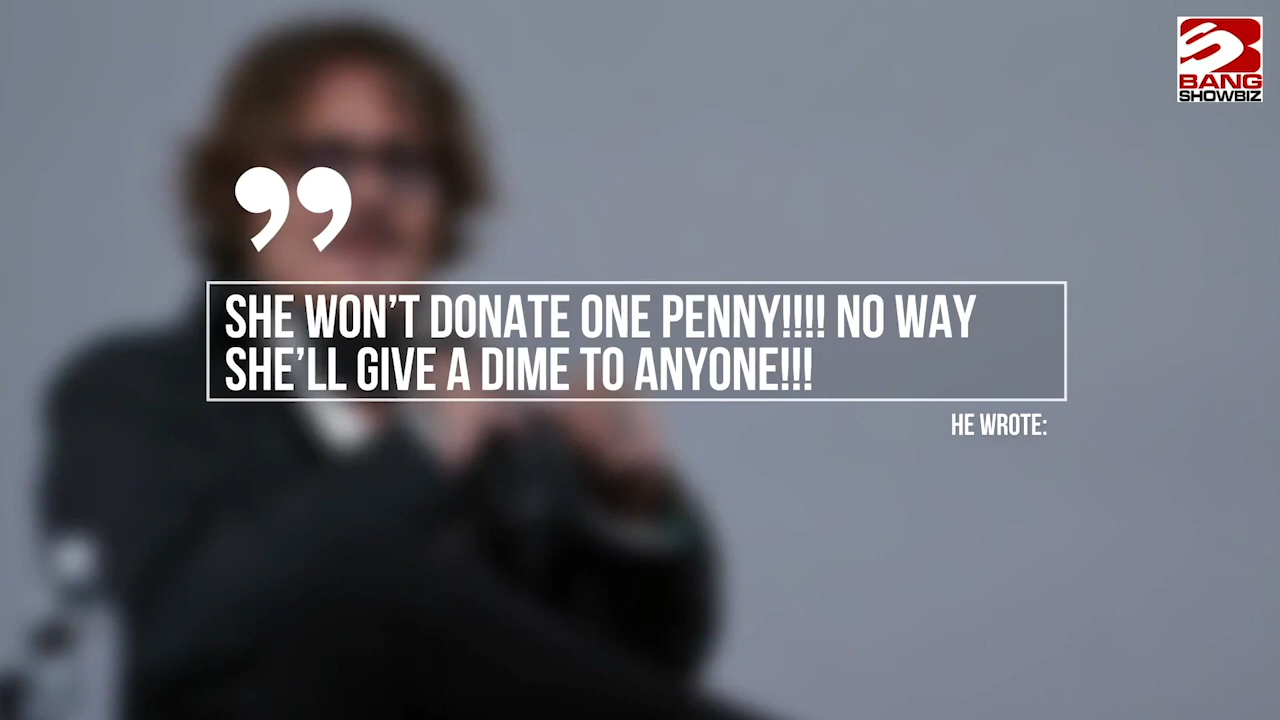 BANG
SHOWBIZ
”
SHE WON’T DONATE ONE PENNY!!!! NO WAY
SHE’LL GIVE A DIME TO ANYONE!!!
HE WROTE: